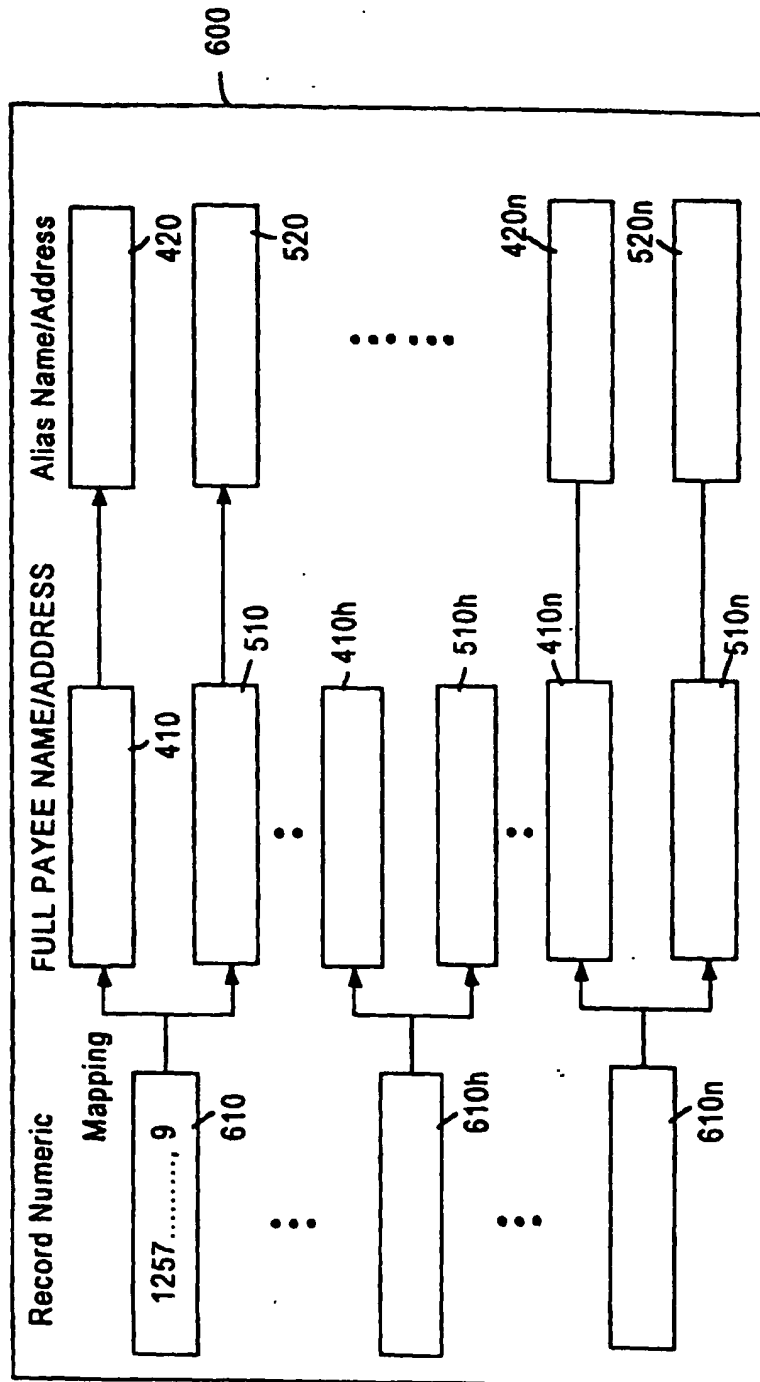 600
Record Numeric
Mapping
FULL PAYEE NAME/ADDRESS
Alias Name/Address
1257.........., 9
610
410
420
510
520
410h
610h
510h
410n
420n
610n
510n
520n